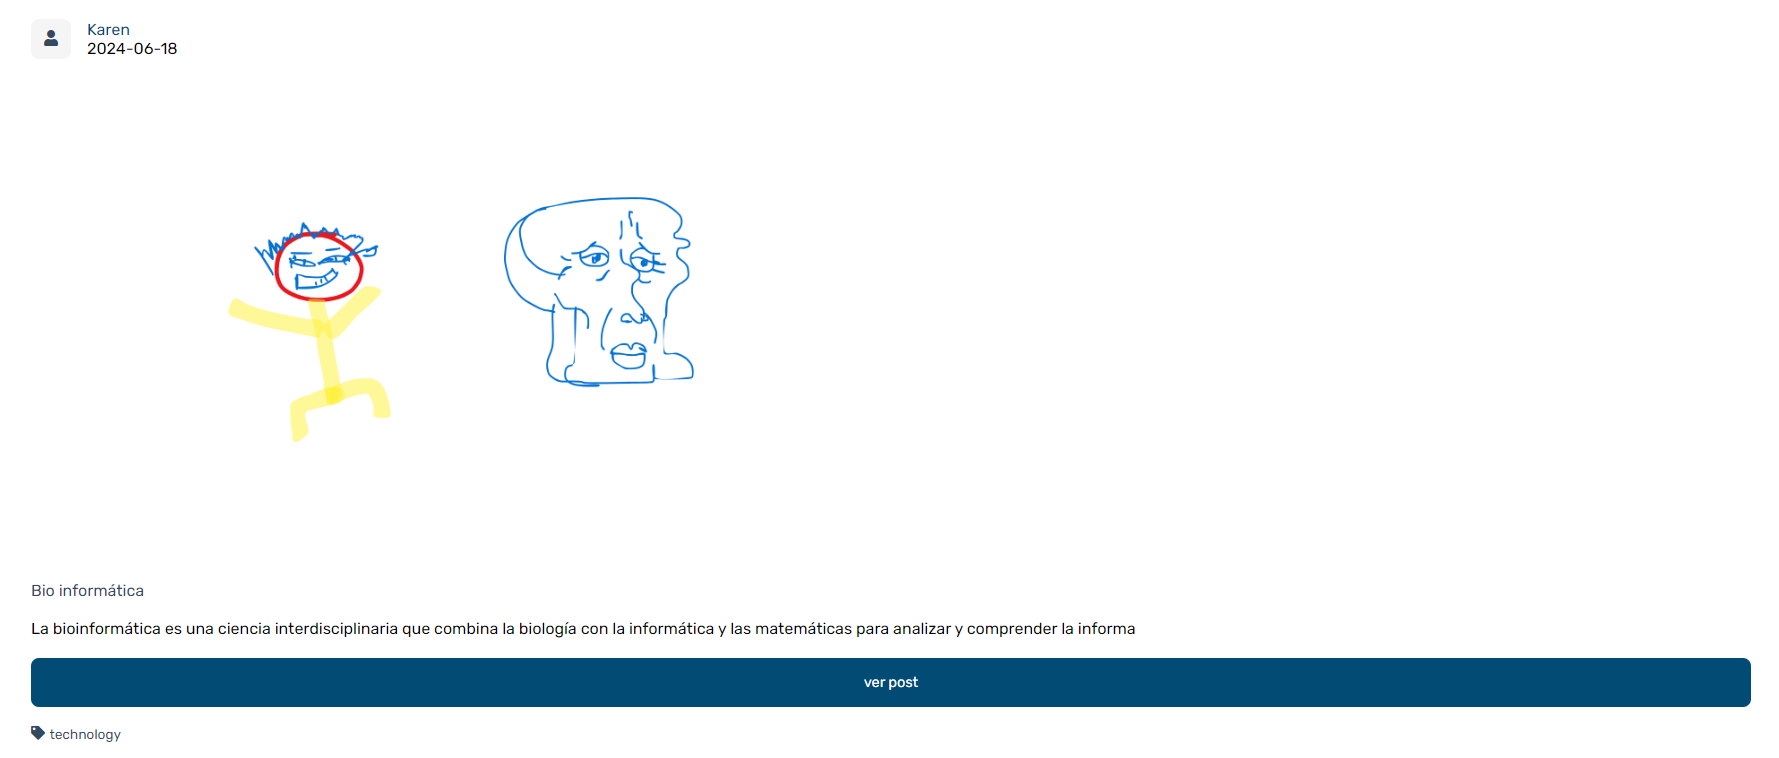 Karen
2024-06-18
Bio informática
La bioinformática es una ciencia interdisciplinaria que combina la biología con la informática y las matemáticas para analizar y comprender la informa
ver post
technology